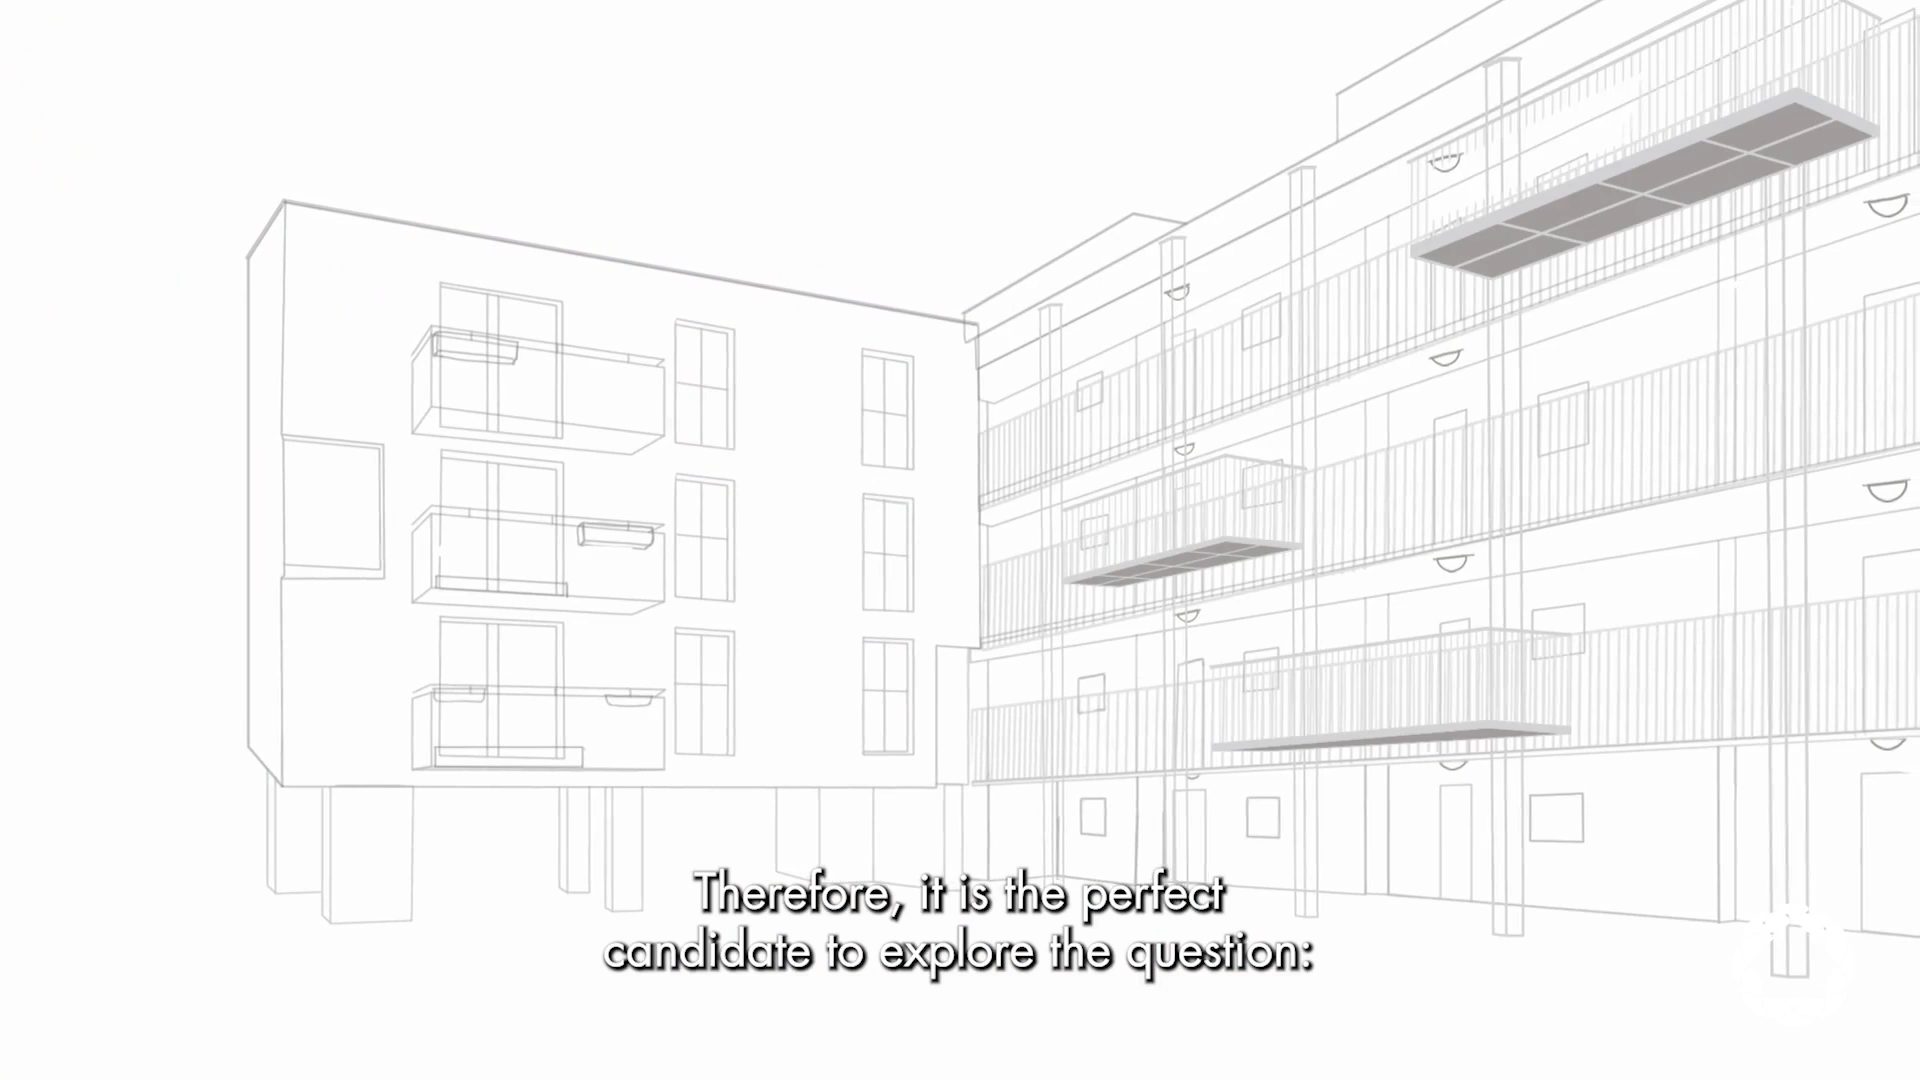 Therefore, it is the perfect
candidate to explore the question: